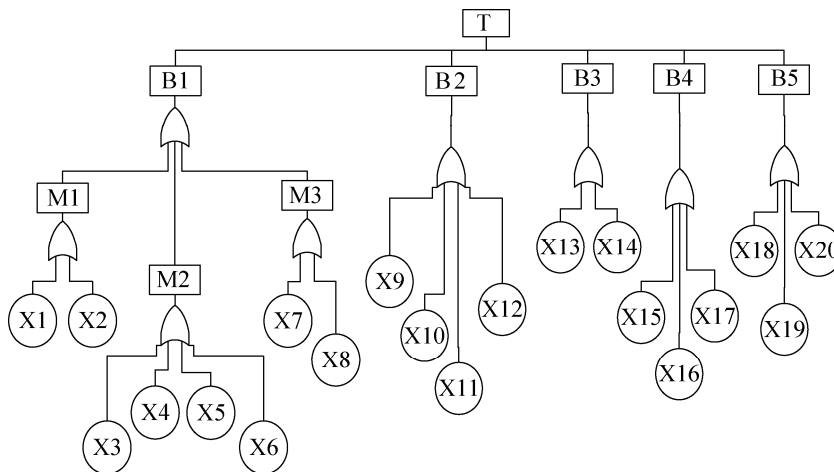 T
B1 B2 B3 B4 B5
M1 M3
X13 X14 X18 X20
X9
M2
X1 X2 X7 X12 X15 X17
X10 X19
X8
X11 X16
X4 X5
X3 X6